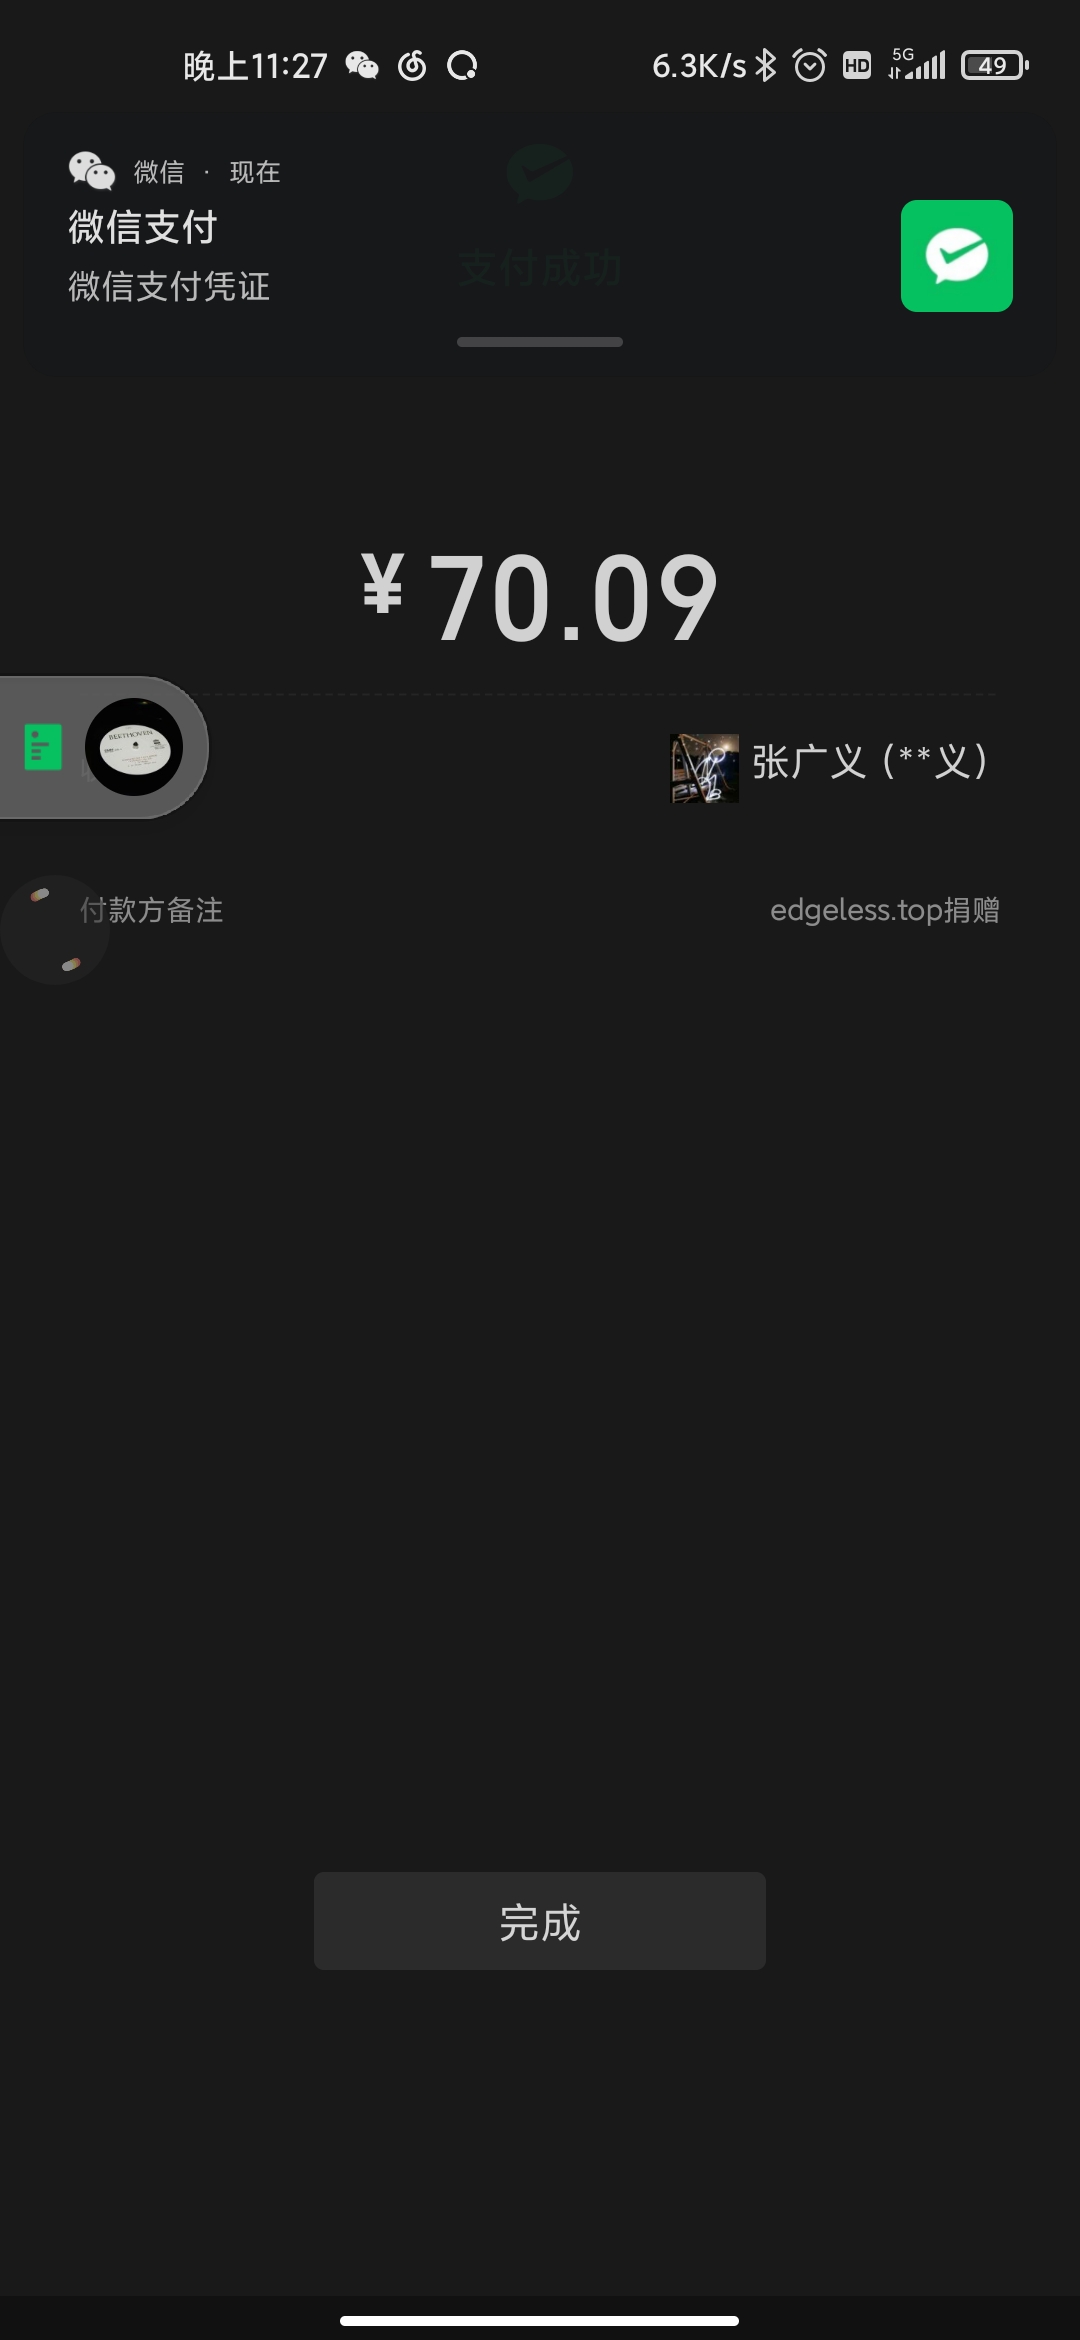 晚上11:27
6.3K/s
HD
5G
49
微信 · 现在
微信支付
微信支付凭证
支付成功
¥70.09
BEETHOVEN
张广义 (**义)
付款方备注
edgeless.top捐赠
完成